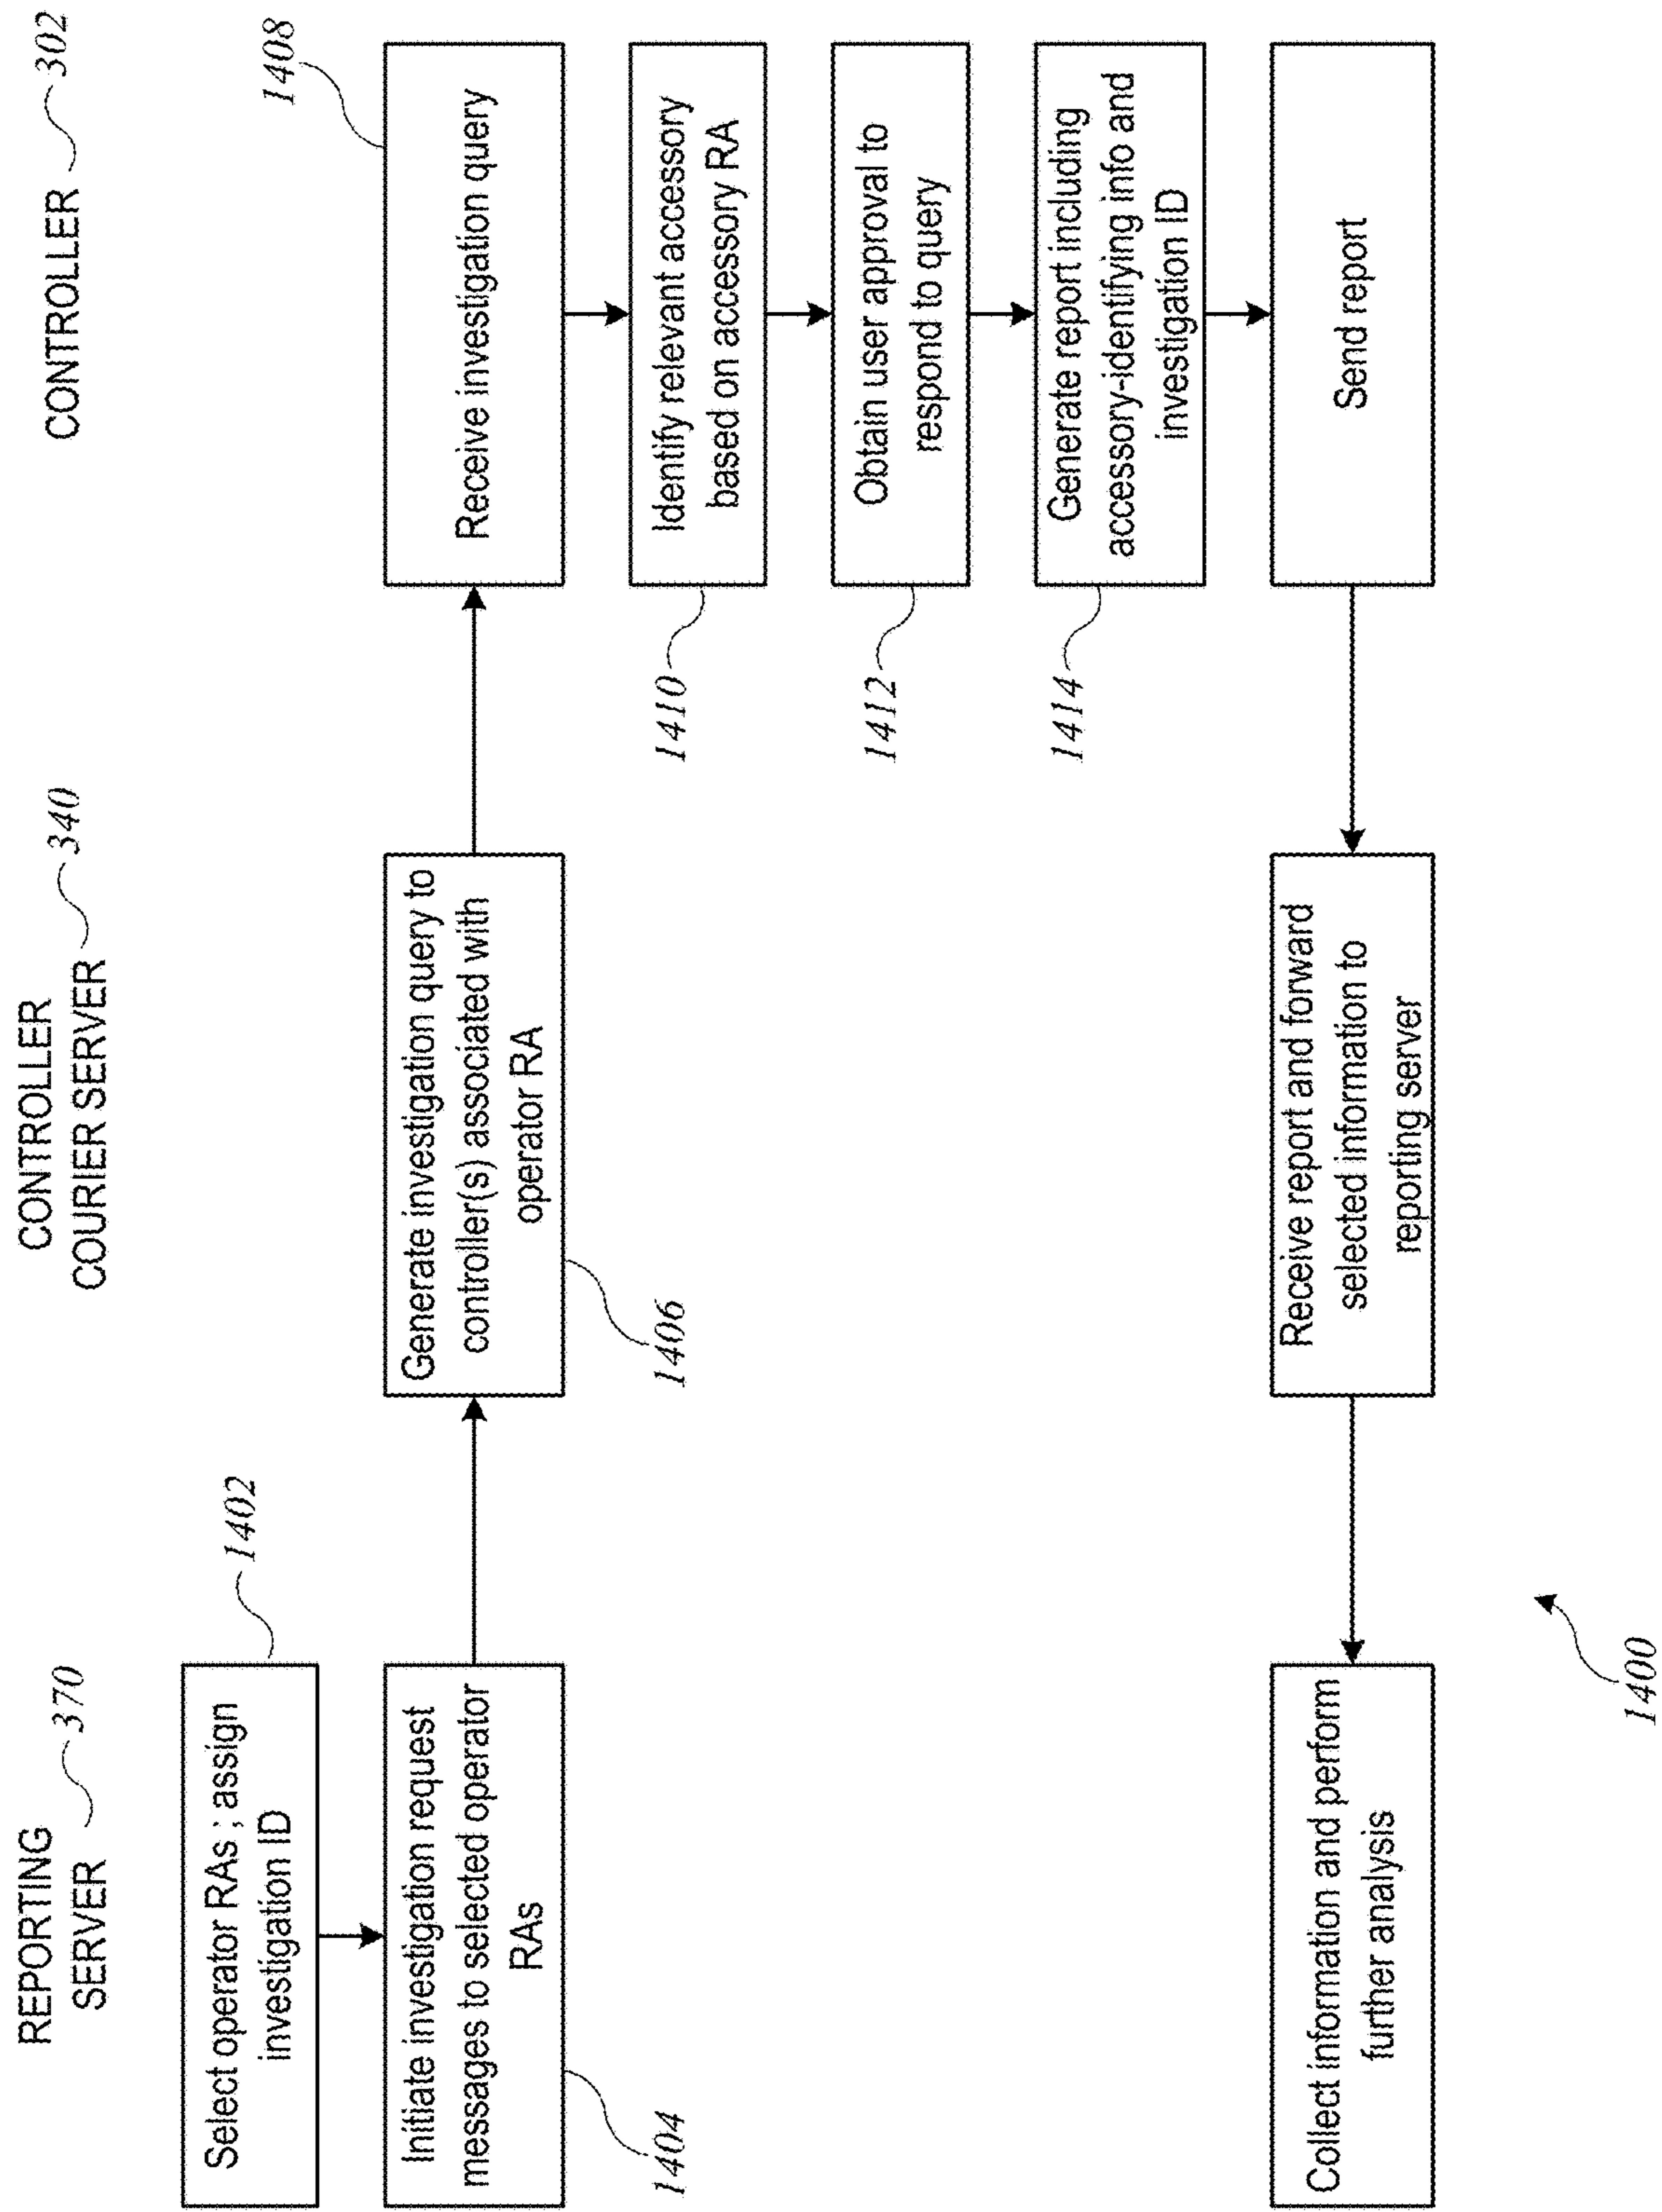 REPORTING
SERVER
370
CONTROLLER
COURIER SERVER
340
CONTROLLER
302
Select operator RAs ; assign
investigation ID
1402
Initiate investigation request
messages to selected operator
RAs
1404
Generate investigation query to
controller(s) associated with
operator RA
1406
Receive investigation query
1408
Identify relevant accessory
based on accessory RA
1410
Obtain user approval to
respond to query
1412
Generate report including
accessory-identifying info and
investigation ID
1414
Send report
Receive report and forward
selected information to
reporting server
Collect information and perform
further analysis
1400